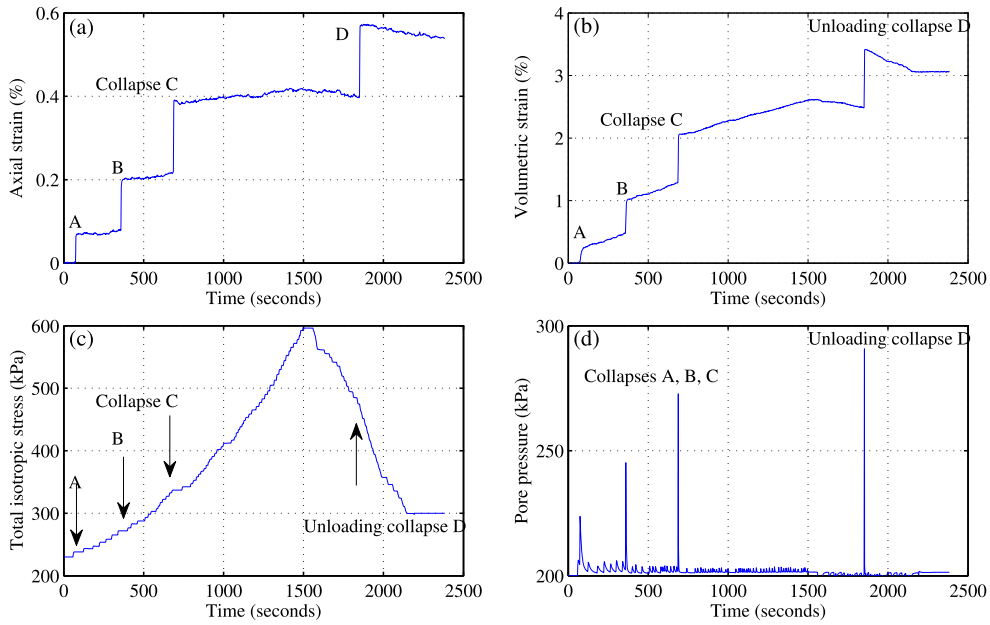 (a)
0.6
0.4
0.2
0
Axial strain (%)
A
B
Collapse C
D
0 500 1000 1500 2000 2500
Time (seconds)
(b)
4
3
2
1
0
Volumetric strain (%)
A
B
Collapse C
Unloading collapse D
0 500 1000 1500 2000 2500
Time (seconds)
(c)
600
500
400
300
200
Total isotropic stress (kPa)
A
B
Collapse C
Unloading collapse D
0 500 1000 1500 2000 2500
Time (seconds)
(d)
300
250
200
Pore pressure (kPa)
Collapses A, B, C
Unloading collapse D
0 500 1000 1500 2000 2500
Time (seconds)